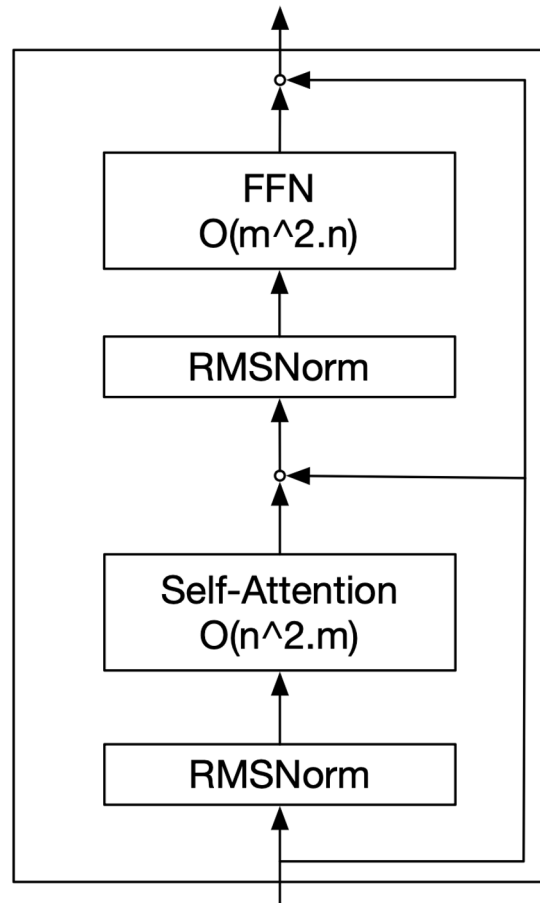 FFN
O(m^2.n)
RMSNorm
Self-Attention
O(n^2.m)
RMSNorm